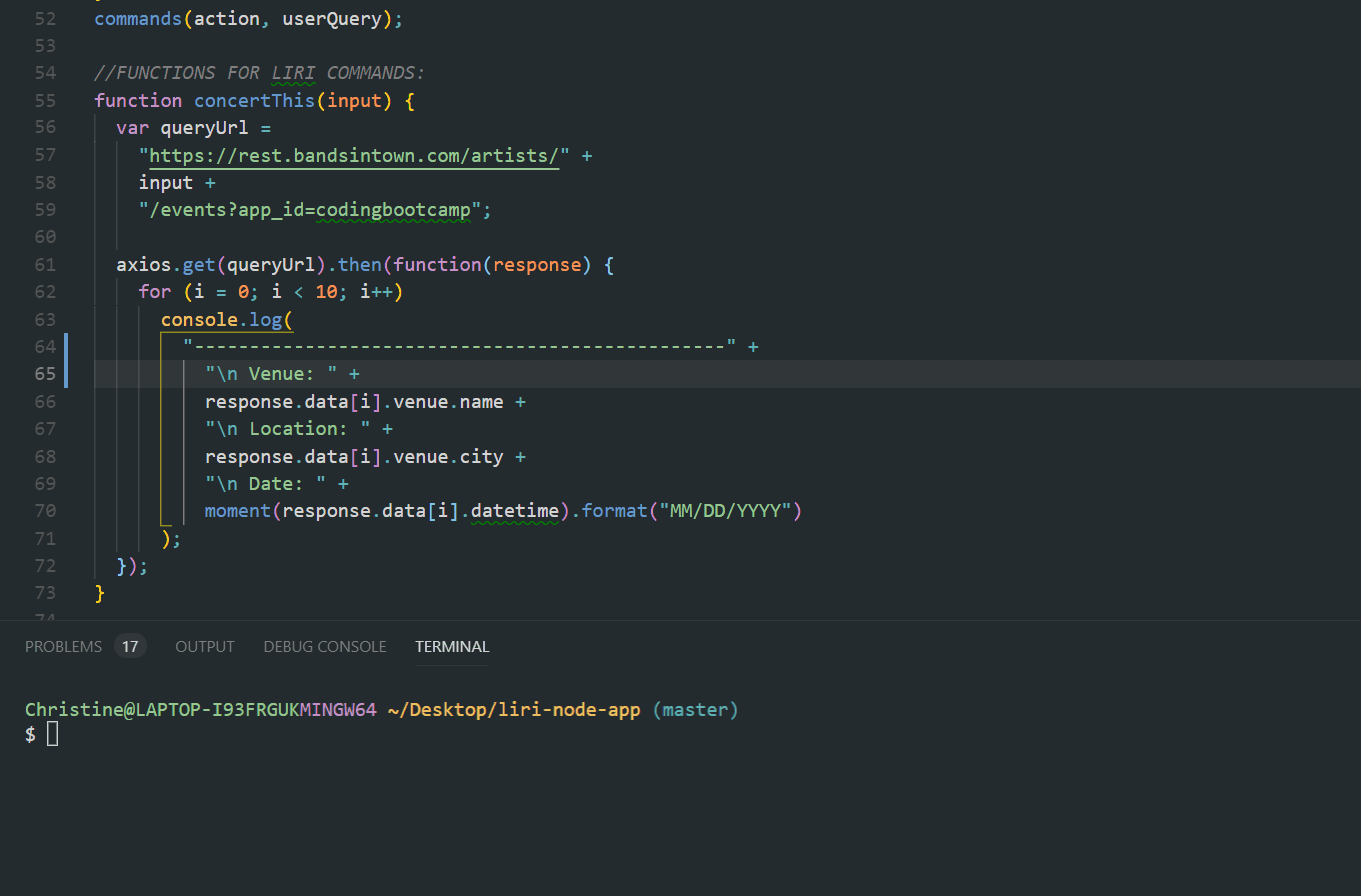 52 commands(action, userQuery);
53
54 //FUNCTIONS FOR LIRI COMMANDS:
55 function concertThis(input) {
56 var queryUrl =
57 "https://rest.bandsintown.com/artists/" +
58 input +
59 "/events?app_id=codingbootcamp";
60
61 axios.get(queryUrl).then(function(response) {
62 for (i = 0; i < 10; i++)
63 console.log(
64 "------------------------------------------------" +
65 "\n Venue: " +
66 response.data[i].venue.name +
67 "\n Location: " +
68 response.data[i].venue.city +
69 "\n Date: " +
70 moment(response.data[i].datetime).format("MM/DD/YYYY")
71 );
72 });
73 }
74
PROBLEMS 17 OUTPUT DEBUG CONSOLE TERMINAL
Christine@LAPTOP-I93FRGUKMINGW64 ~/Desktop/liri-node-app (master)
$